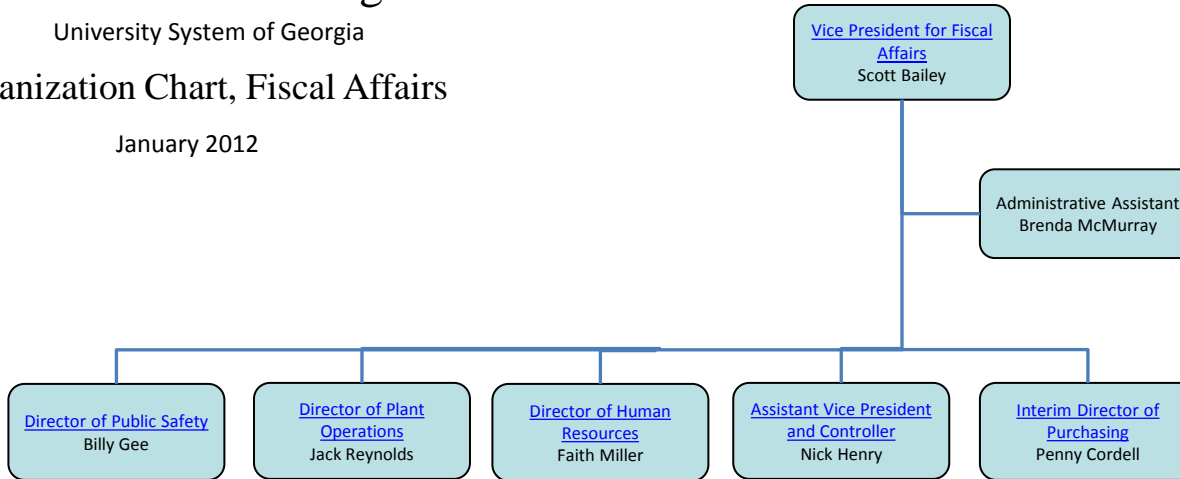 University System of Georgia
anization Chart, Fiscal Affairs
January 2012
Vice President for Fiscal
Affairs
Scott Bailey
Administrative Assistant
Brenda McMurray
Director of Public Safety
Billy Gee
Director of Plant
Operations
Jack Reynolds
Director of Human
Resources
Faith Miller
Assistant Vice President
and Controller
Nick Henry
Interim Director of
Purchasing
Penny Cordell